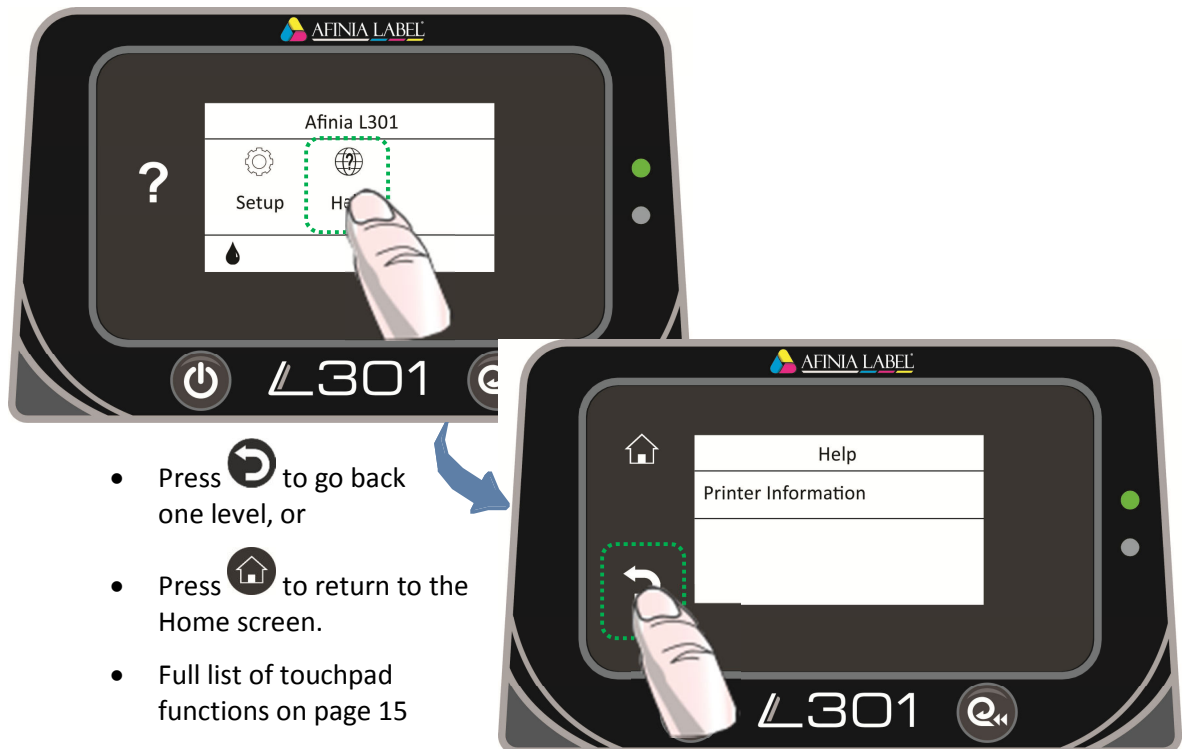 AFINIA LABEL
Afinia L301
?
Setup
L301
AFINIA LABEL
Help
Printer Information
L301
• Press to go back
one level, or
• Press to return to the
Home screen.
• Full list of touchpad
functions on page 15